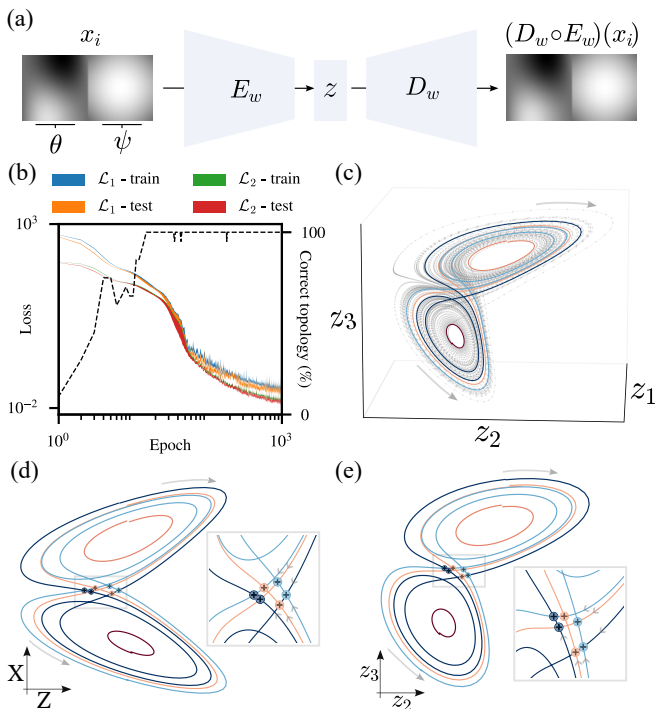 (a)
x_i
(D_w∘E_w)(x_i)
E_w
z
D_w
θ
ψ
(b)
ℒ_1 - train
ℒ_2 - train
ℒ_1 - test
ℒ_2 - test
10^3
100
Loss
Correct topology (%)
10^-2
0
10^0
Epoch
10^3
(c)
z_3
z_2
z_1
(d)
X
Z
(e)
z_3
z_2